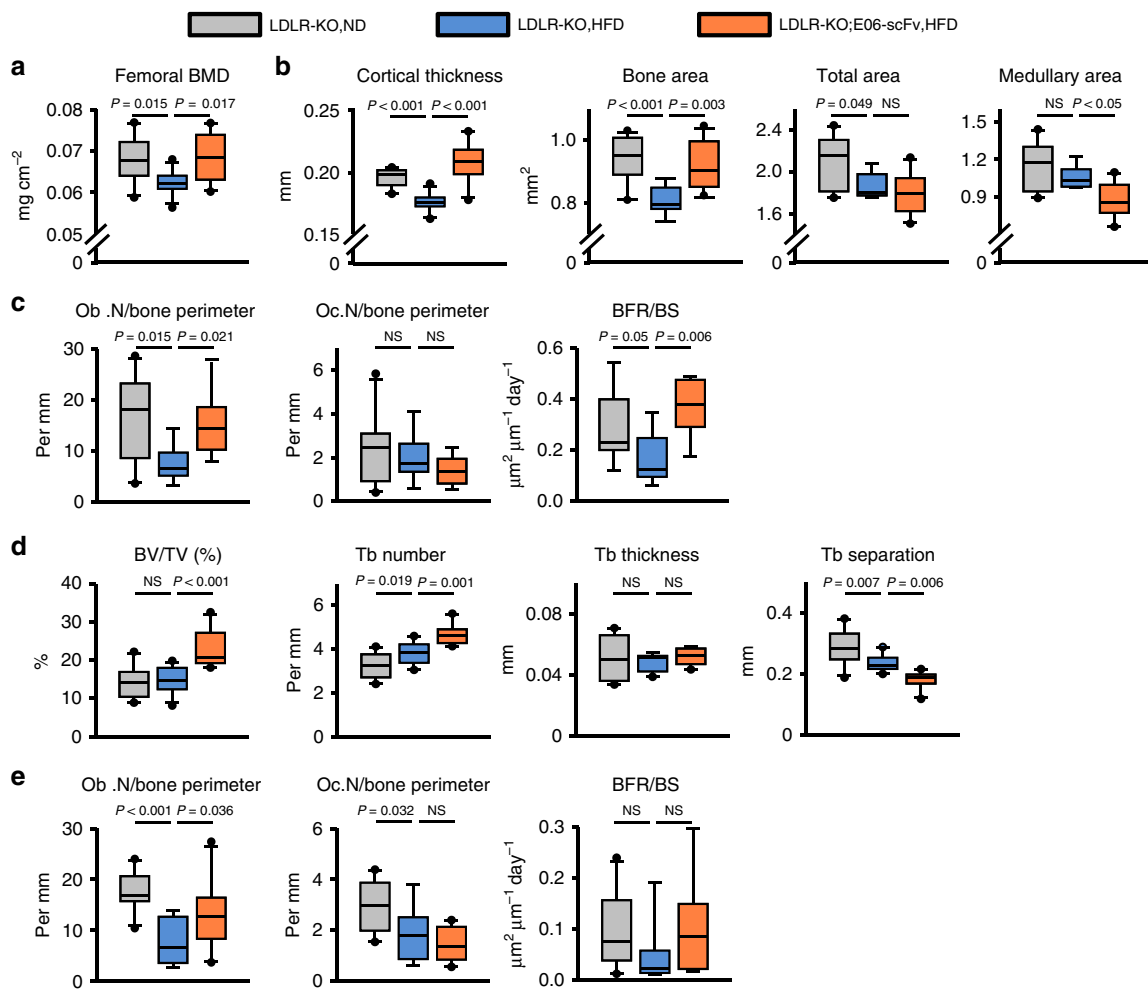 LDLR-KO,ND LDLR-KO,HFD LDLR-KO;E06-scFv,HFD
a
Femoral BMD
P = 0.015 P = 0.017
mg cm−2
0.08
0.07
0.06
0.05
0
b
Cortical thickness
P < 0.001 P < 0.001
mm
0.25
0.20
0.15
0
Bone area
P < 0.001 P = 0.003
mm2
1.0
0.8
0
Total area
P = 0.049 NS
2.4
2.0
1.6
0
Medullary area
NS P < 0.05
1.5
1.2
0.9
0
c
Ob .N/bone perimeter
P = 0.015 P = 0.021
Per mm
30
20
10
0
Oc.N/bone perimeter
NS NS
Per mm
6
4
2
0
BFR/BS
P = 0.05 P = 0.006
μm2 μm−1 day−1
0.6
0.4
0.2
0.0
d
BV/TV (%)
NS P < 0.001
%
40
30
20
10
0
Tb number
P = 0.019 P = 0.001
Per mm
6
4
2
0
Tb thickness
NS NS
mm
0.08
0.04
0
Tb separation
P = 0.007 P = 0.006
mm
0.4
0.2
0
e
Ob .N/bone perimeter
P < 0.001 P = 0.036
Per mm
30
20
10
0
Oc.N/bone perimeter
P = 0.032 NS
Per mm
6
4
2
0
BFR/BS
NS NS
μm2 μm−1 day−1
0.3
0.2
0.1
0.0